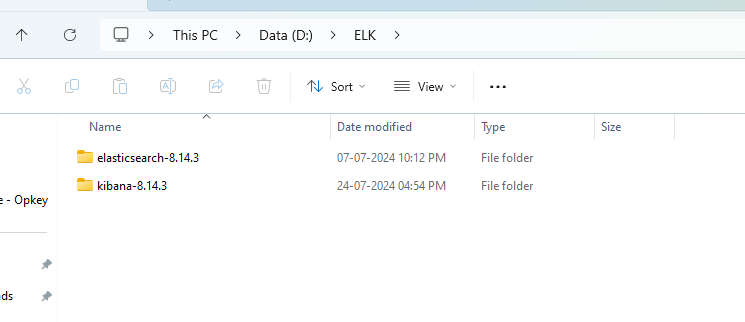 This PC > Data (D:) > ELK >
Sort View ...
Name Date modified Type Size
elasticsearch-8.14.3 07-07-2024 10:12 PM File folder
kibana-8.14.3 24-07-2024 04:54 PM File folder
e - Opkey
ds